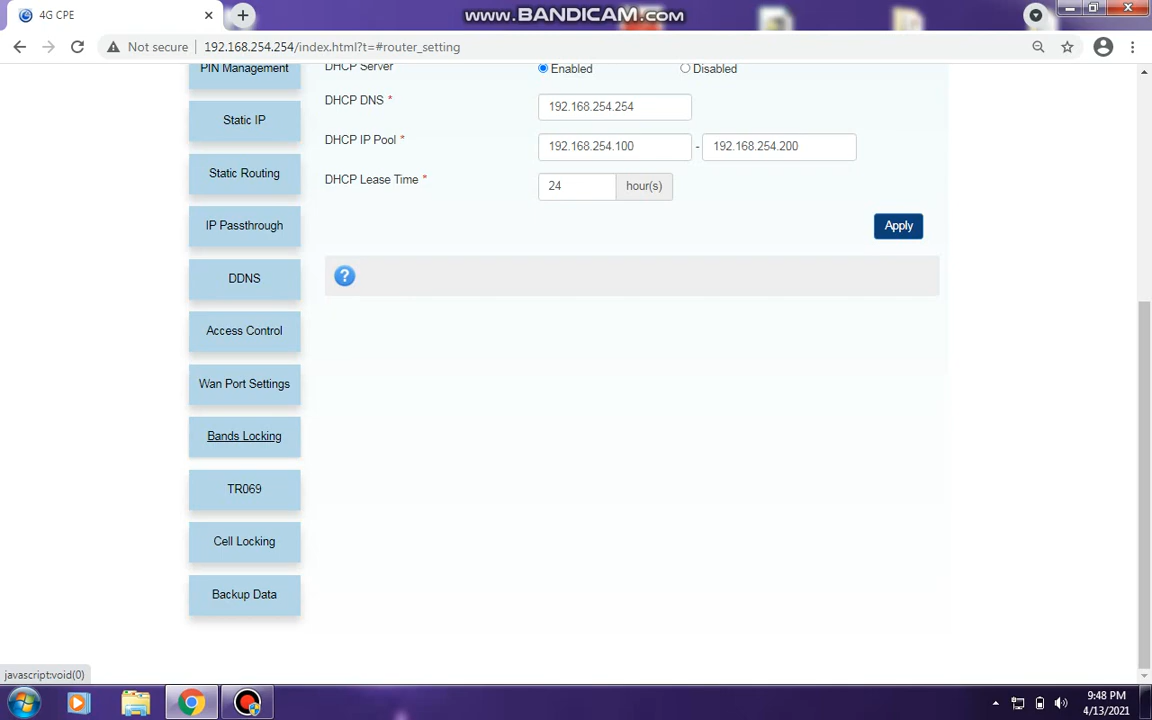 www.BANDICAM.com
4G CPE
Not secure
192.168.254.254/index.html?t=#router_setting
PIN Management
Static IP
Static Routing
IP Passthrough
DDNS
Access Control
Wan Port Settings
Bands Locking
TR069
Cell Locking
Backup Data
DHCP Server
Enabled
Disabled
DHCP DNS *
192.168.254.254
DHCP IP Pool *
192.168.254.100 - 192.168.254.200
DHCP Lease Time *
24 hour(s)
Apply
?
javascript:void(0)
9:48 PM
4/13/2021